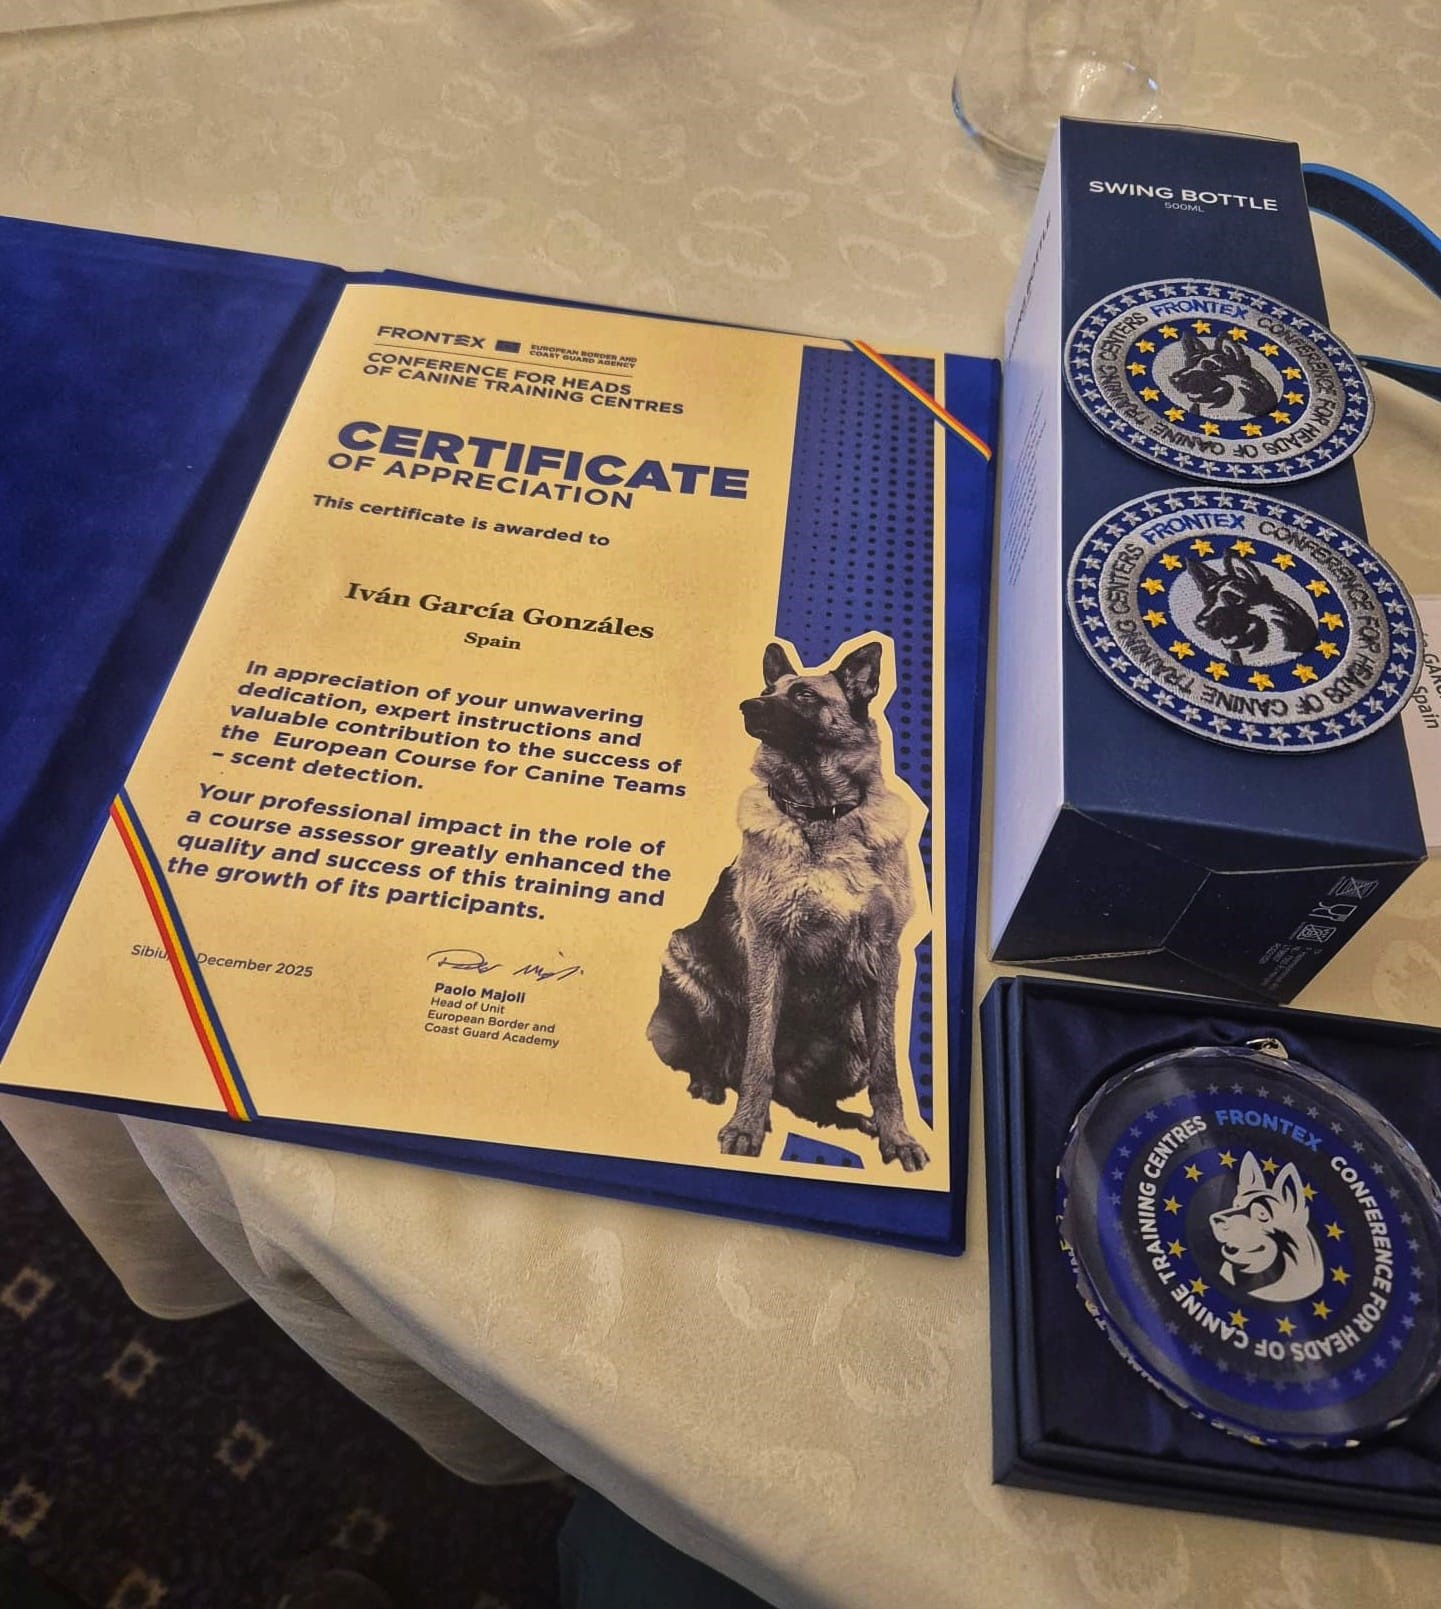 FRONTEX
EUROPEAN BORDER AND
COAST GUARD AGENCY
CONFERENCE FOR HEADS
OF CANINE TRAINING CENTRES
CERTIFICATE
OF APPRECIATION
This certificate is awarded to
Iván García Gonzáles
Spain
In appreciation of your unwavering
dedication, expert instructions and
valuable contribution to the success of
the European Course for Canine Teams
– scent detection.
Your professional impact in the role of
a course assessor greatly enhanced the
quality and success of this training and
the growth of its participants.
Sibiu, December 2025
Paolo Majoli
Head of Unit
European Border and
Coast Guard Academy
SWING BOTTLE
500ML
FRONTEX CONFERENCE FOR HEADS OF CANINE TRAINING CENTERS
FRONTEX CONFERENCE FOR HEADS OF CANINE TRAINING CENTERS
Spain
FRONTEX CONFERENCE FOR HEADS OF CANINE TRAINING CENTRES